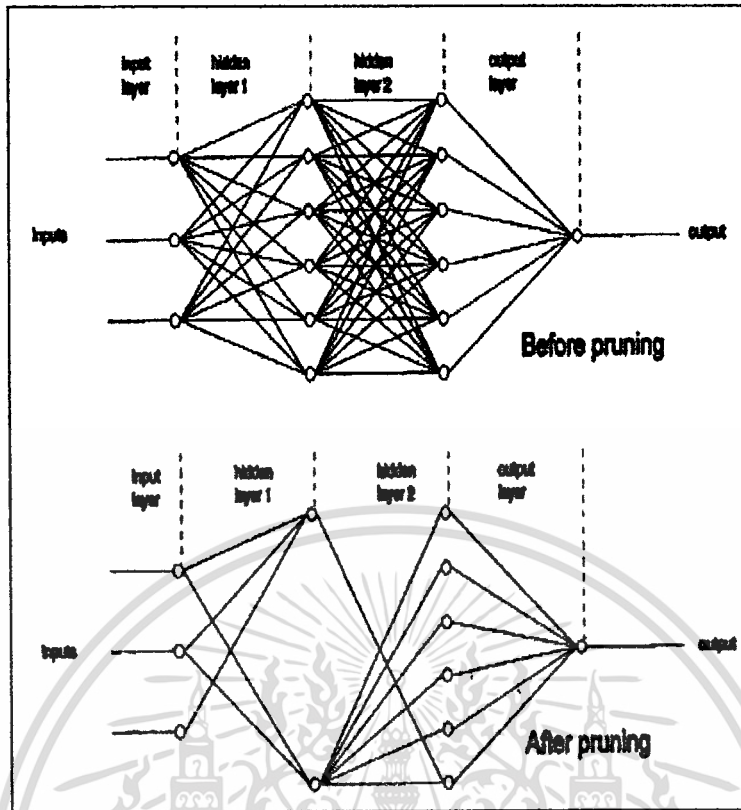 input hidden hidden output
layer layer 1 layer 2 layer
Inputs
output
Before pruning
Input hidden hidden output
layer layer 1 layer 2 layer
Inputs
output
After pruning